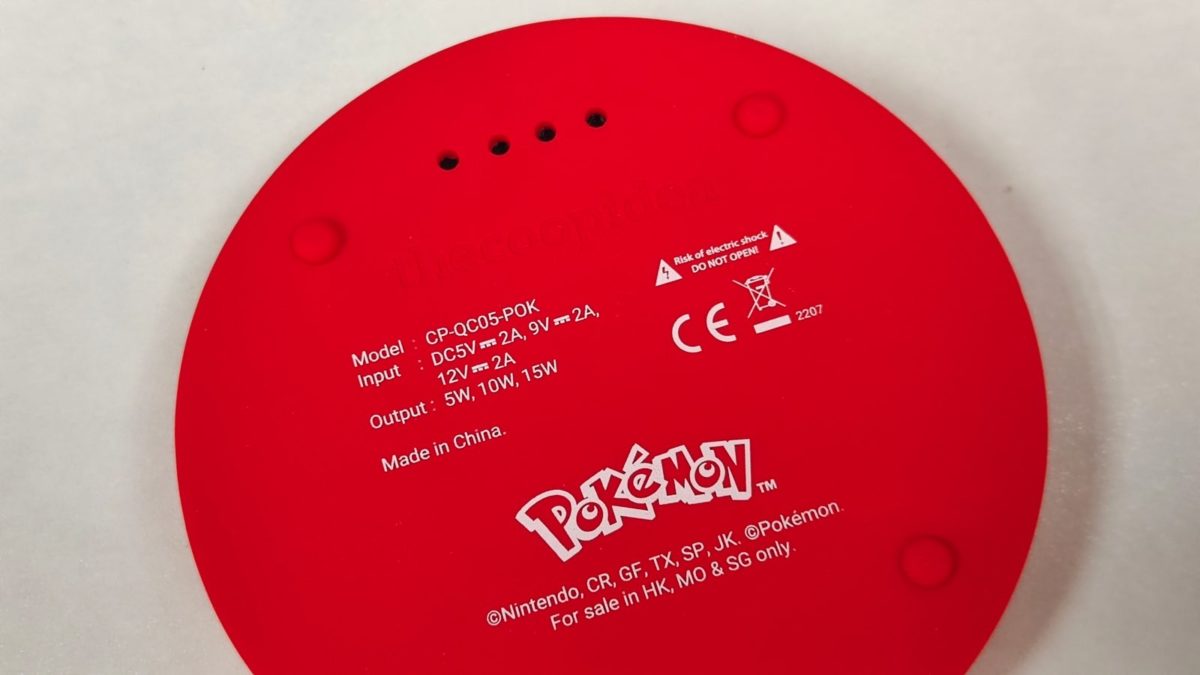 thecoopidea
Risk of electric shock
DO NOT OPEN!
CE
2207
Model : CP-QC05-POK
Input : DC5V⎓2A, 9V⎓2A,
12V⎓2A
Output : 5W, 10W, 15W
Made in China.
POKéMON™
©Nintendo, CR, GF, TX, SP, JK. ©Pokémon.
For sale in HK, MO & SG only.